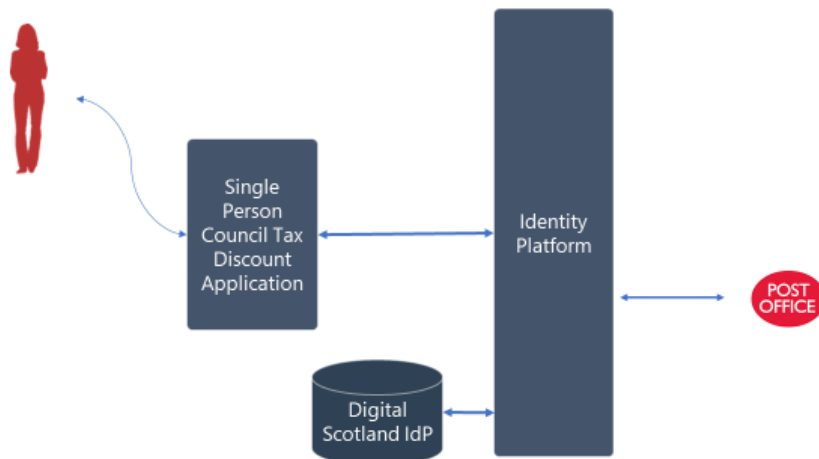 Single
Person
Council Tax
Discount
Application
Identity
Platform
POST
OFFICE
Digital
Scotland IdP